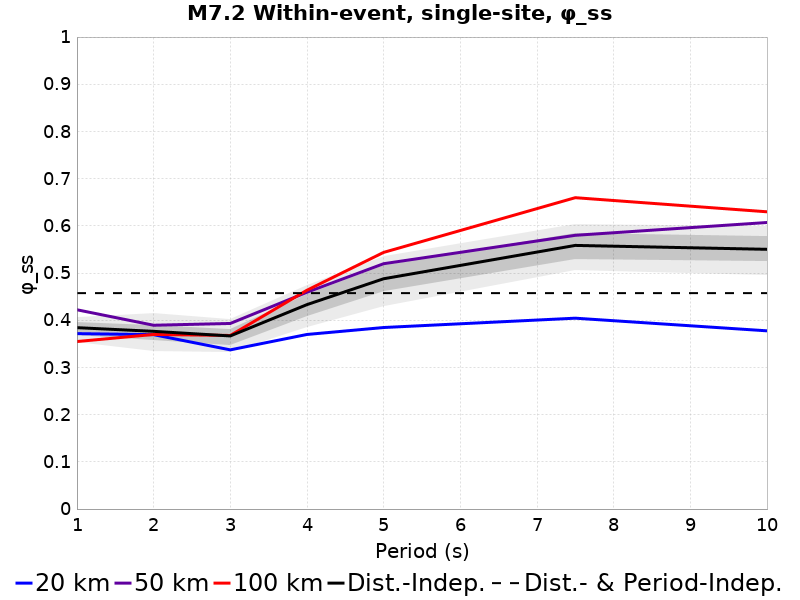 M7.2 Within-event, single-site, φ_ss
1
0.9
0.8
0.7
0.6
0.5
0.4
0.3
0.2
0.1
0
φ_ss
1 2 3 4 5 6 7 8 9 10
Period (s)
20 km 50 km 100 km Dist.-Indep. Dist.- & Period-Indep.